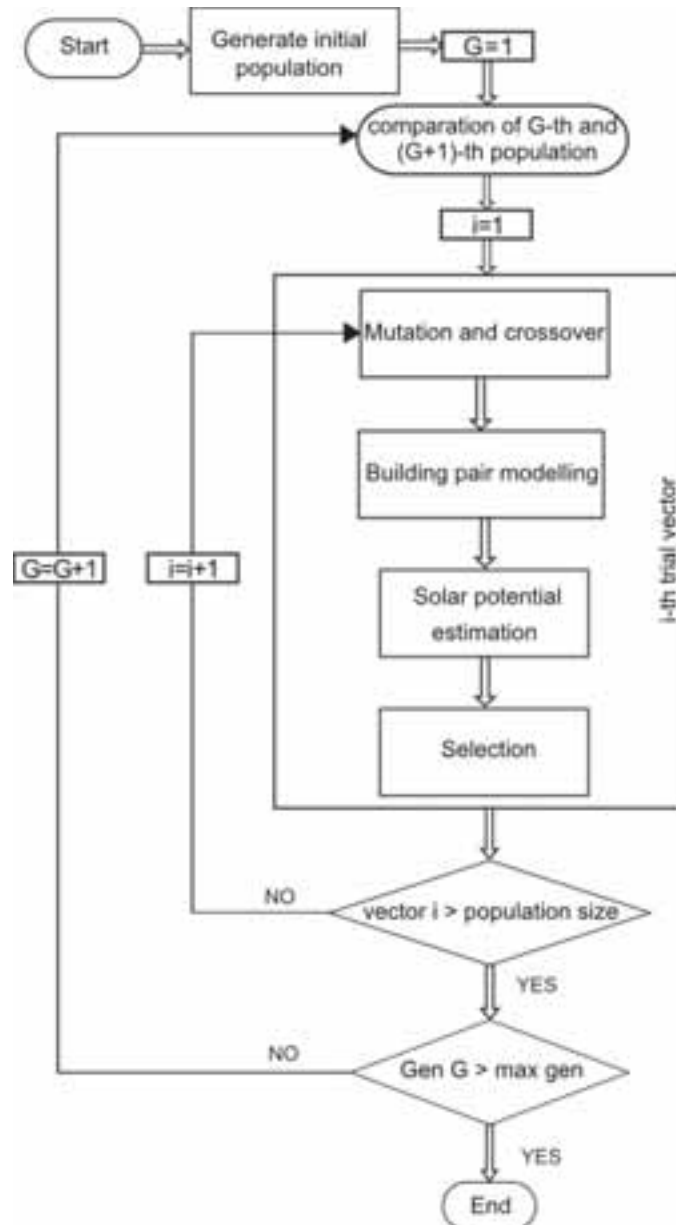 Start
Generate initial
population
G=1
comparation of G-th and
(G+1)-th population
i=1
Mutation and crossover
Building pair modelling
i-th trial vector
G=G+1
i=i+1
Solar potential
estimation
Selection
NO
vector i > population size
YES
NO
Gen G > max gen
YES
End